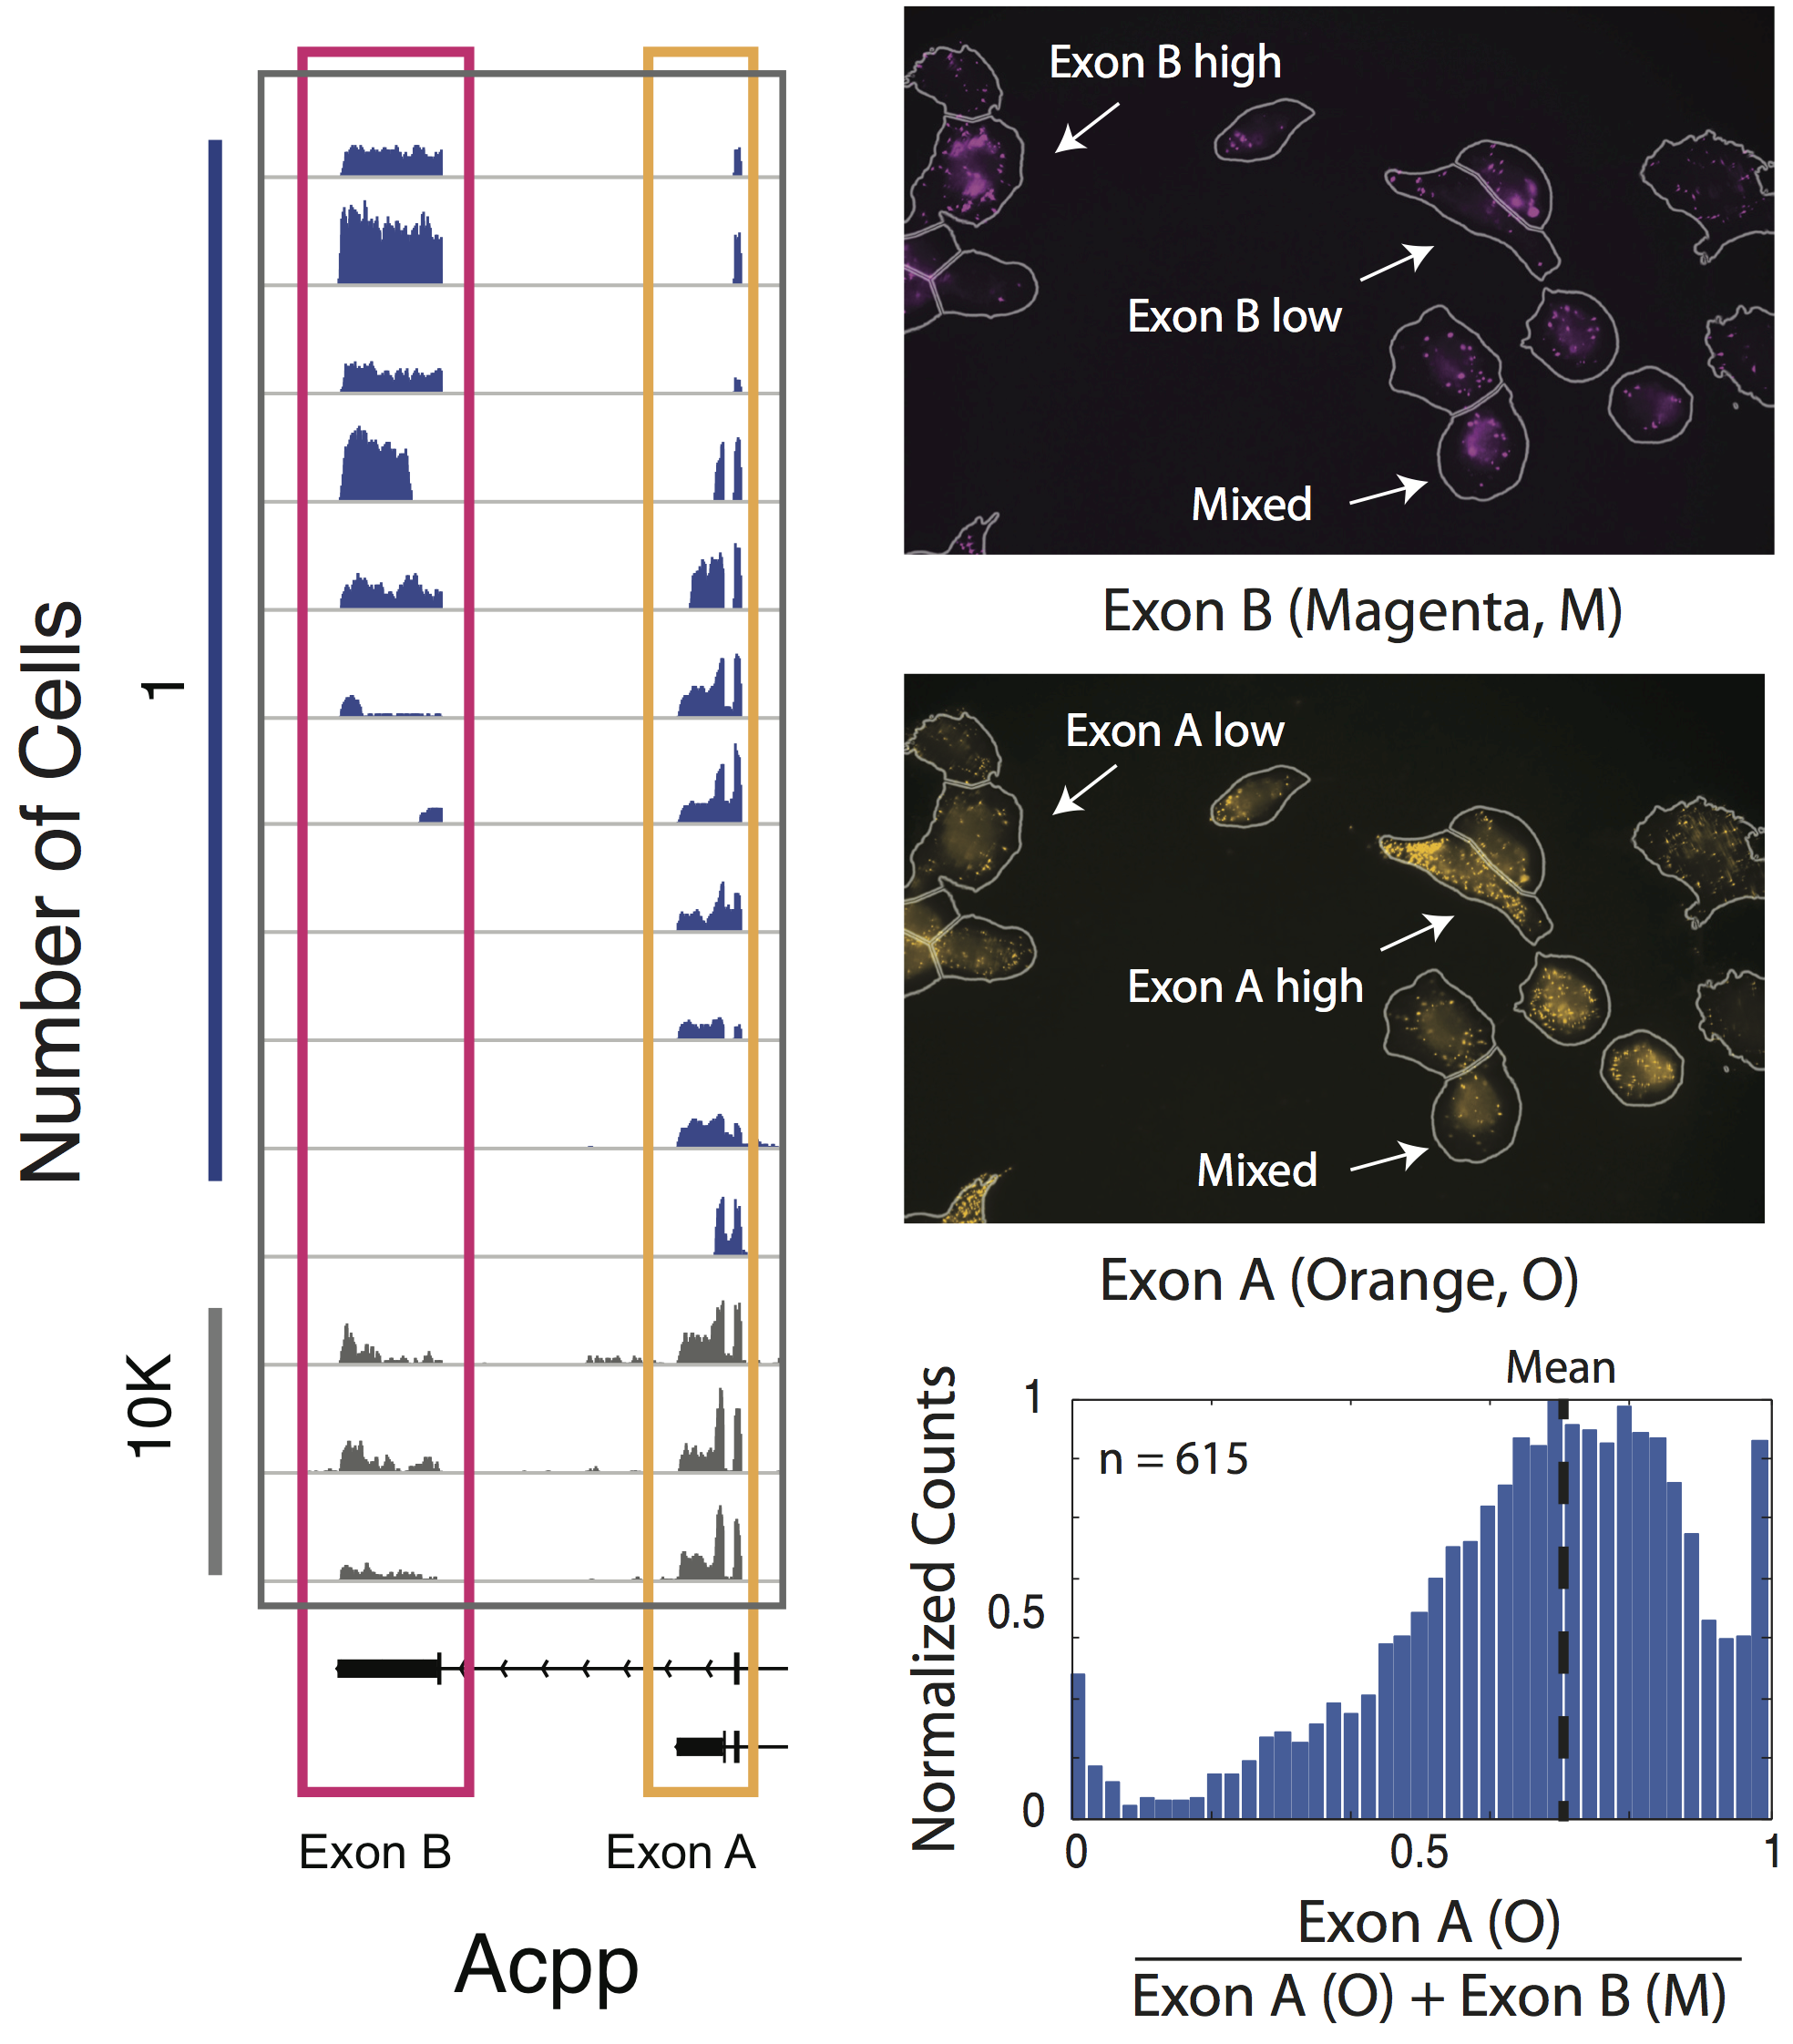 Number of Cells
1
10K
Exon B
Exon A
Acpp
Exon B high
Exon B low
Mixed
Exon B (Magenta, M)
Exon A low
Exon A high
Mixed
Exon A (Orange, O)
Mean
n = 615
Normalized Counts
1
0.5
0
0
0.5
1
Exon A (O)
Exon A (O) + Exon B (M)